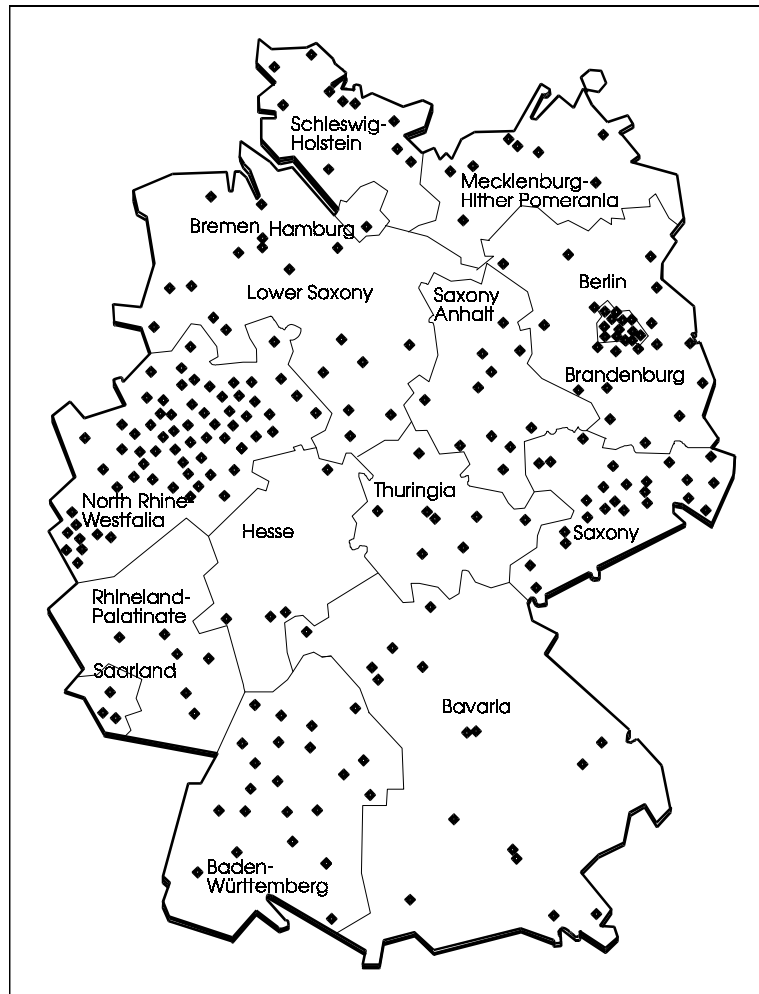 Schleswig-
Holstein
Mecklenburg-
Hither Pomerania
Bremen
Hamburg
Berlin
Lower Saxony
Saxony
Anhalt
Brandenburg
North Rhine-
Westfalia
Thuringia
Hesse
Saxony
Rhineland-
Palatinate
Saarland
Bavaria
Baden-
Württemberg